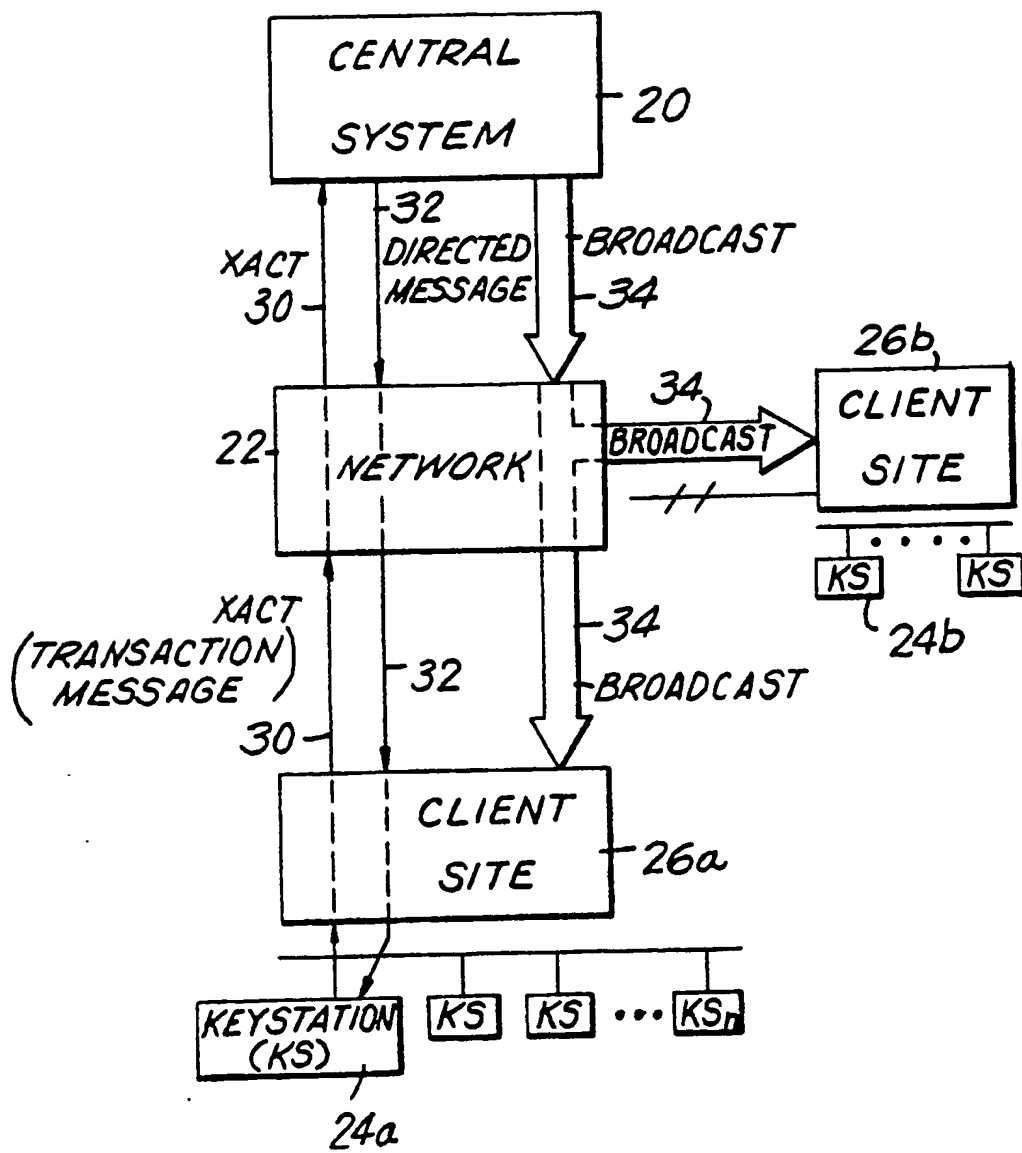 CENTRAL
SYSTEM
20
32
XACT
30
DIRECTED
MESSAGE
BROADCAST
34
26b
CLIENT
SITE
34
BROADCAST
22
NETWORK
KS
KS
24b
XACT
(TRANSACTION
MESSAGE)
30
32
34
BROADCAST
CLIENT
SITE
26a
KEYSTATION
(KS)
KS
KS
KSn
24a